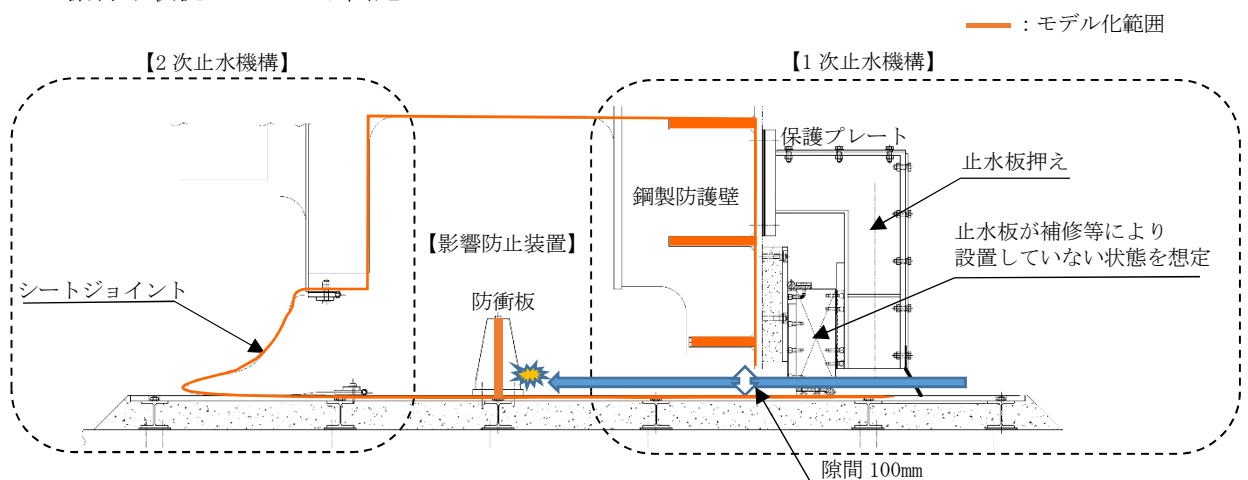 ：モデル化範囲
【2 次止水機構】
【1 次止水機構】
保護プレート
止水板押え
鋼製防護壁
止水板が補修等により
設置していない状態を想定
【影響防止装置】
シートジョイント
防衝板
隙間 100mm